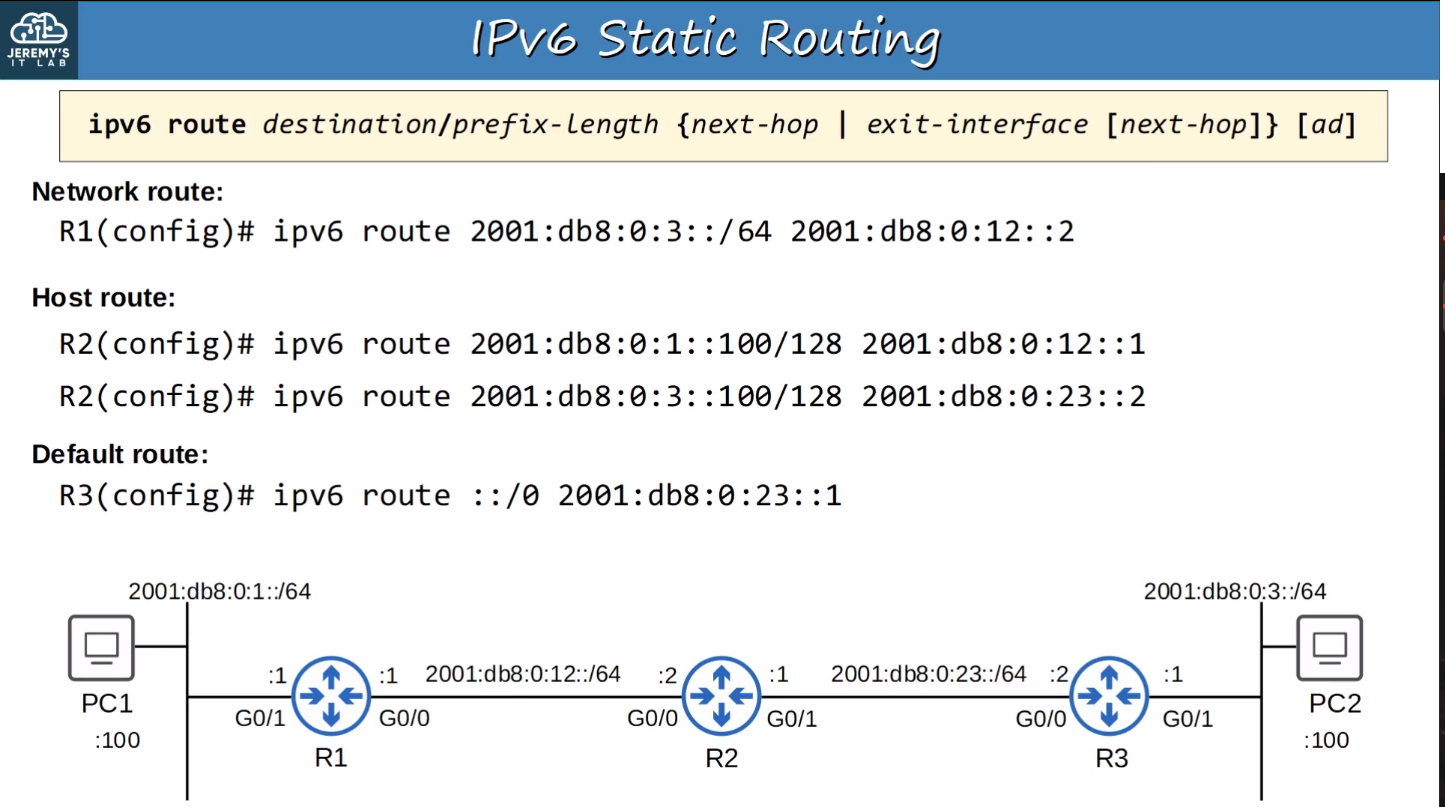 JEREMY'S
IT LAB
IPv6 Static Routing
ipv6 route destination/prefix-length {next-hop | exit-interface [next-hop]} [ad]
Network route:
R1(config)# ipv6 route 2001:db8:0:3::/64 2001:db8:0:12::2
Host route:
R2(config)# ipv6 route 2001:db8:0:1::100/128 2001:db8:0:12::1
R2(config)# ipv6 route 2001:db8:0:3::100/128 2001:db8:0:23::2
Default route:
R3(config)# ipv6 route ::/0 2001:db8:0:23::1
2001:db8:0:1::/64 2001:db8:0:3::/64
:1 :1 2001:db8:0:12::/64 :2 :1 2001:db8:0:23::/64 :2 :1
PC1 PC2
G0/1 G0/0 G0/0 G0/1 G0/0 G0/1
:100 :100
R1 R2 R3